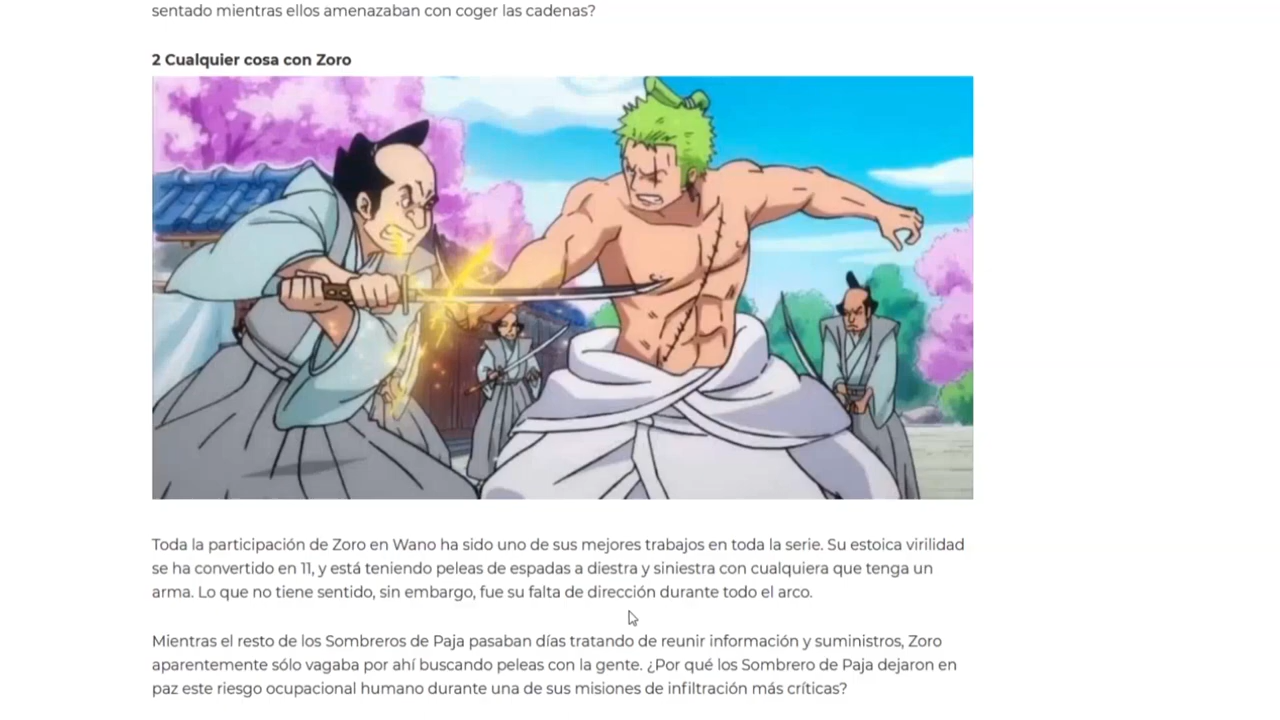 sentado mientras ellos amenazaban con coger las cadenas?
2 Cualquier cosa con Zoro
Toda la participación de Zoro en Wano ha sido uno de sus mejores trabajos en toda la serie. Su estoica virilidad
se ha convertido en 11, y está teniendo peleas de espadas a diestra y siniestra con cualquiera que tenga un
arma. Lo que no tiene sentido, sin embargo, fue su falta de dirección durante todo el arco.
Mientras el resto de los Sombreros de Paja pasaban días tratando de reunir información y suministros, Zoro
aparentemente sólo vagaba por ahí buscando peleas con la gente. ¿Por qué los Sombrero de Paja dejaron en
paz este riesgo ocupacional humano durante una de sus misiones de infiltración más críticas?